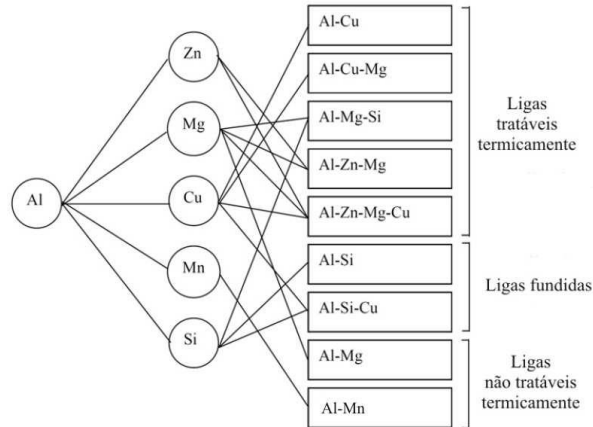 Al
Zn
Mg
Cu
Mn
Si
Al-Cu
Al-Cu-Mg
Al-Mg-Si
Al-Zn-Mg
Al-Zn-Mg-Cu
Al-Si
Al-Si-Cu
Al-Mg
Al-Mn
Ligas
tratáveis
termicamente
Ligas fundidas
Ligas
não tratáveis
termicamente